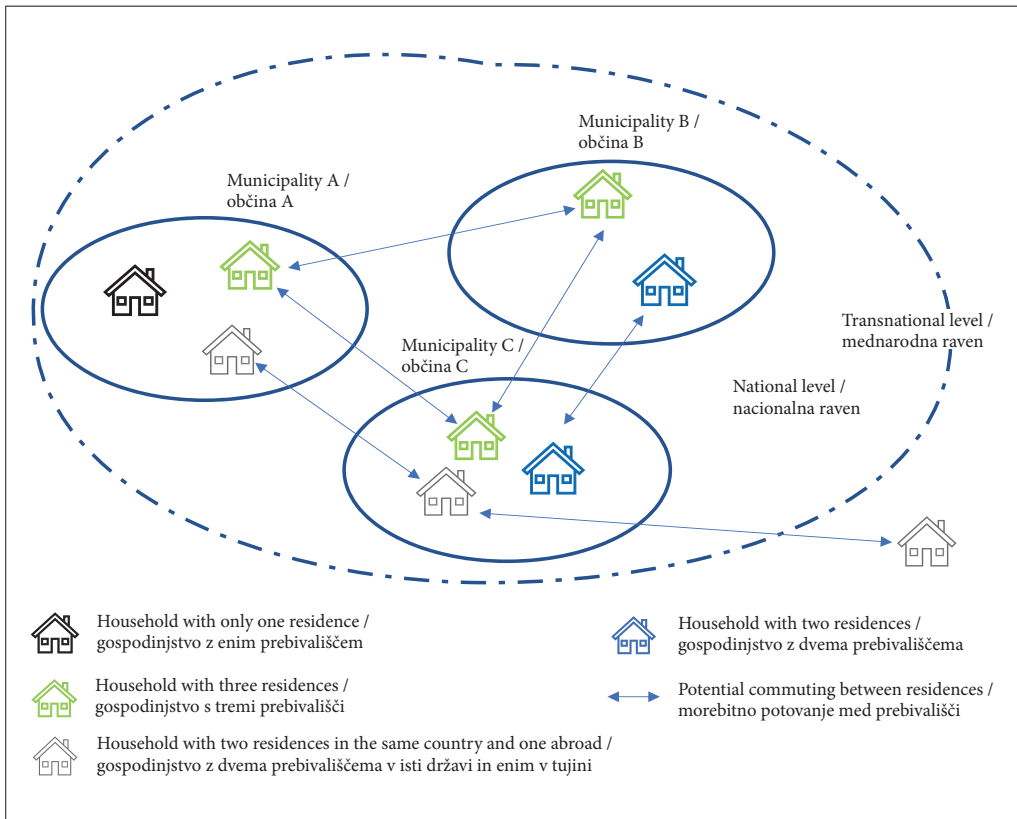 Municipality B /
občina B
Municipality A /
občina A
Municipality C /
občina C
Transnational level /
mednarodna raven
National level /
nacionalna raven
Household with only one residence /
gospodinjstvo z enim prebivališčem
Household with three residences /
gospodinjstvo s tremi prebivališči
Household with two residences in the same country and one abroad /
gospodinjstvo z dvema prebivališčema v isti državi in enim v tujini
Household with two residences /
gospodinjstvo z dvema prebivališčema
Potential commuting between residences /
morebitno potovanje med prebivališči